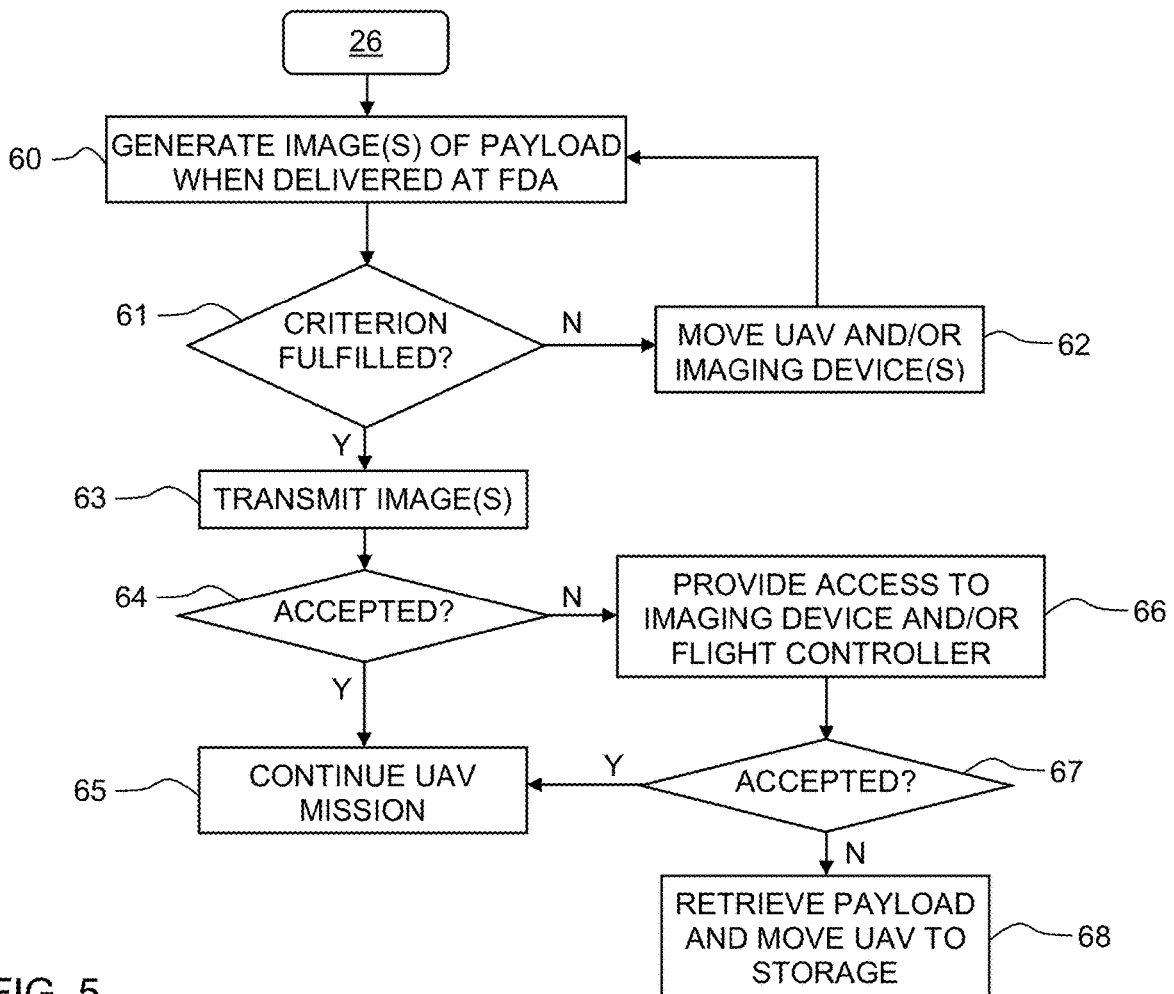 26
60
GENERATE IMAGE(S) OF PAYLOAD
WHEN DELIVERED AT FDA
61
CRITERION
FULFILLED?
N
MOVE UAV AND/OR
IMAGING DEVICE(S)
62
Y
63
TRANSMIT IMAGE(S)
64
ACCEPTED?
N
PROVIDE ACCESS TO
IMAGING DEVICE AND/OR
FLIGHT CONTROLLER
66
Y
65
CONTINUE UAV
MISSION
Y
ACCEPTED?
67
N
RETRIEVE PAYLOAD
AND MOVE UAV TO
STORAGE
68
FIG. 5